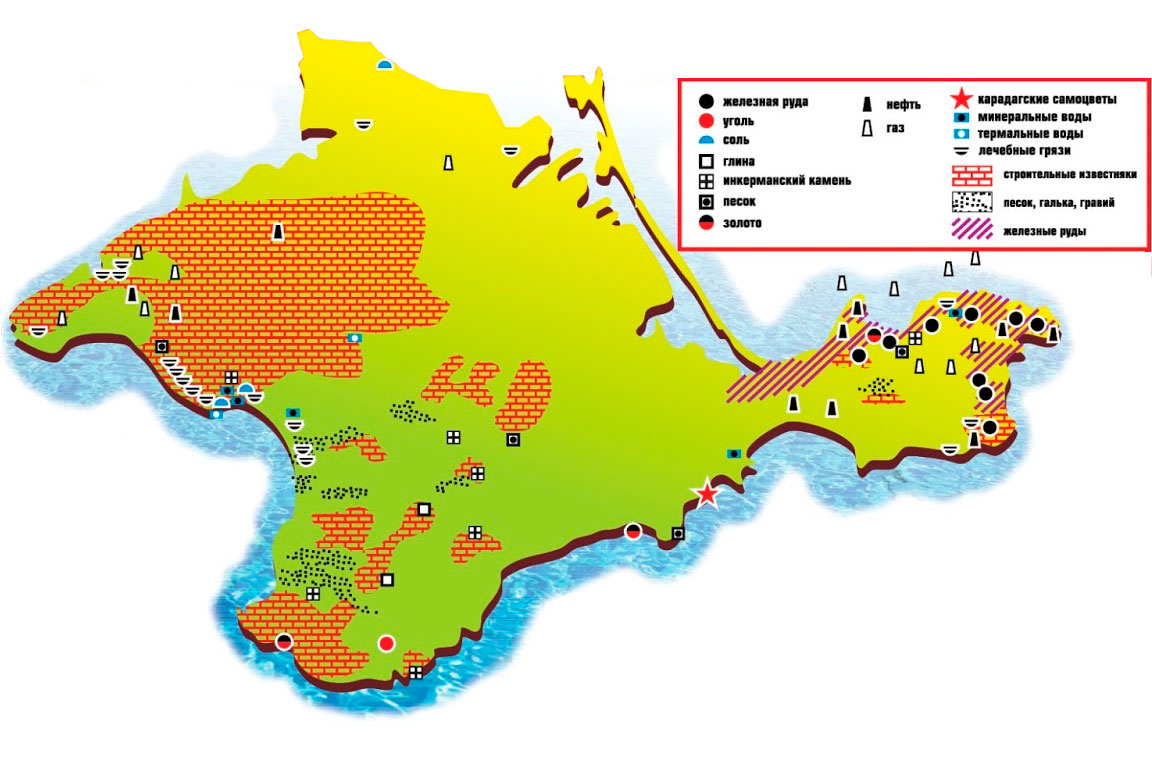 железная руда
уголь
соль
глина
инкерманский камень
песок
золото
нефть
газ
карадагские самоцветы
минеральные воды
термальные воды
лечебные грязи
строительные известняки
песок, галька, гравий
железные руды